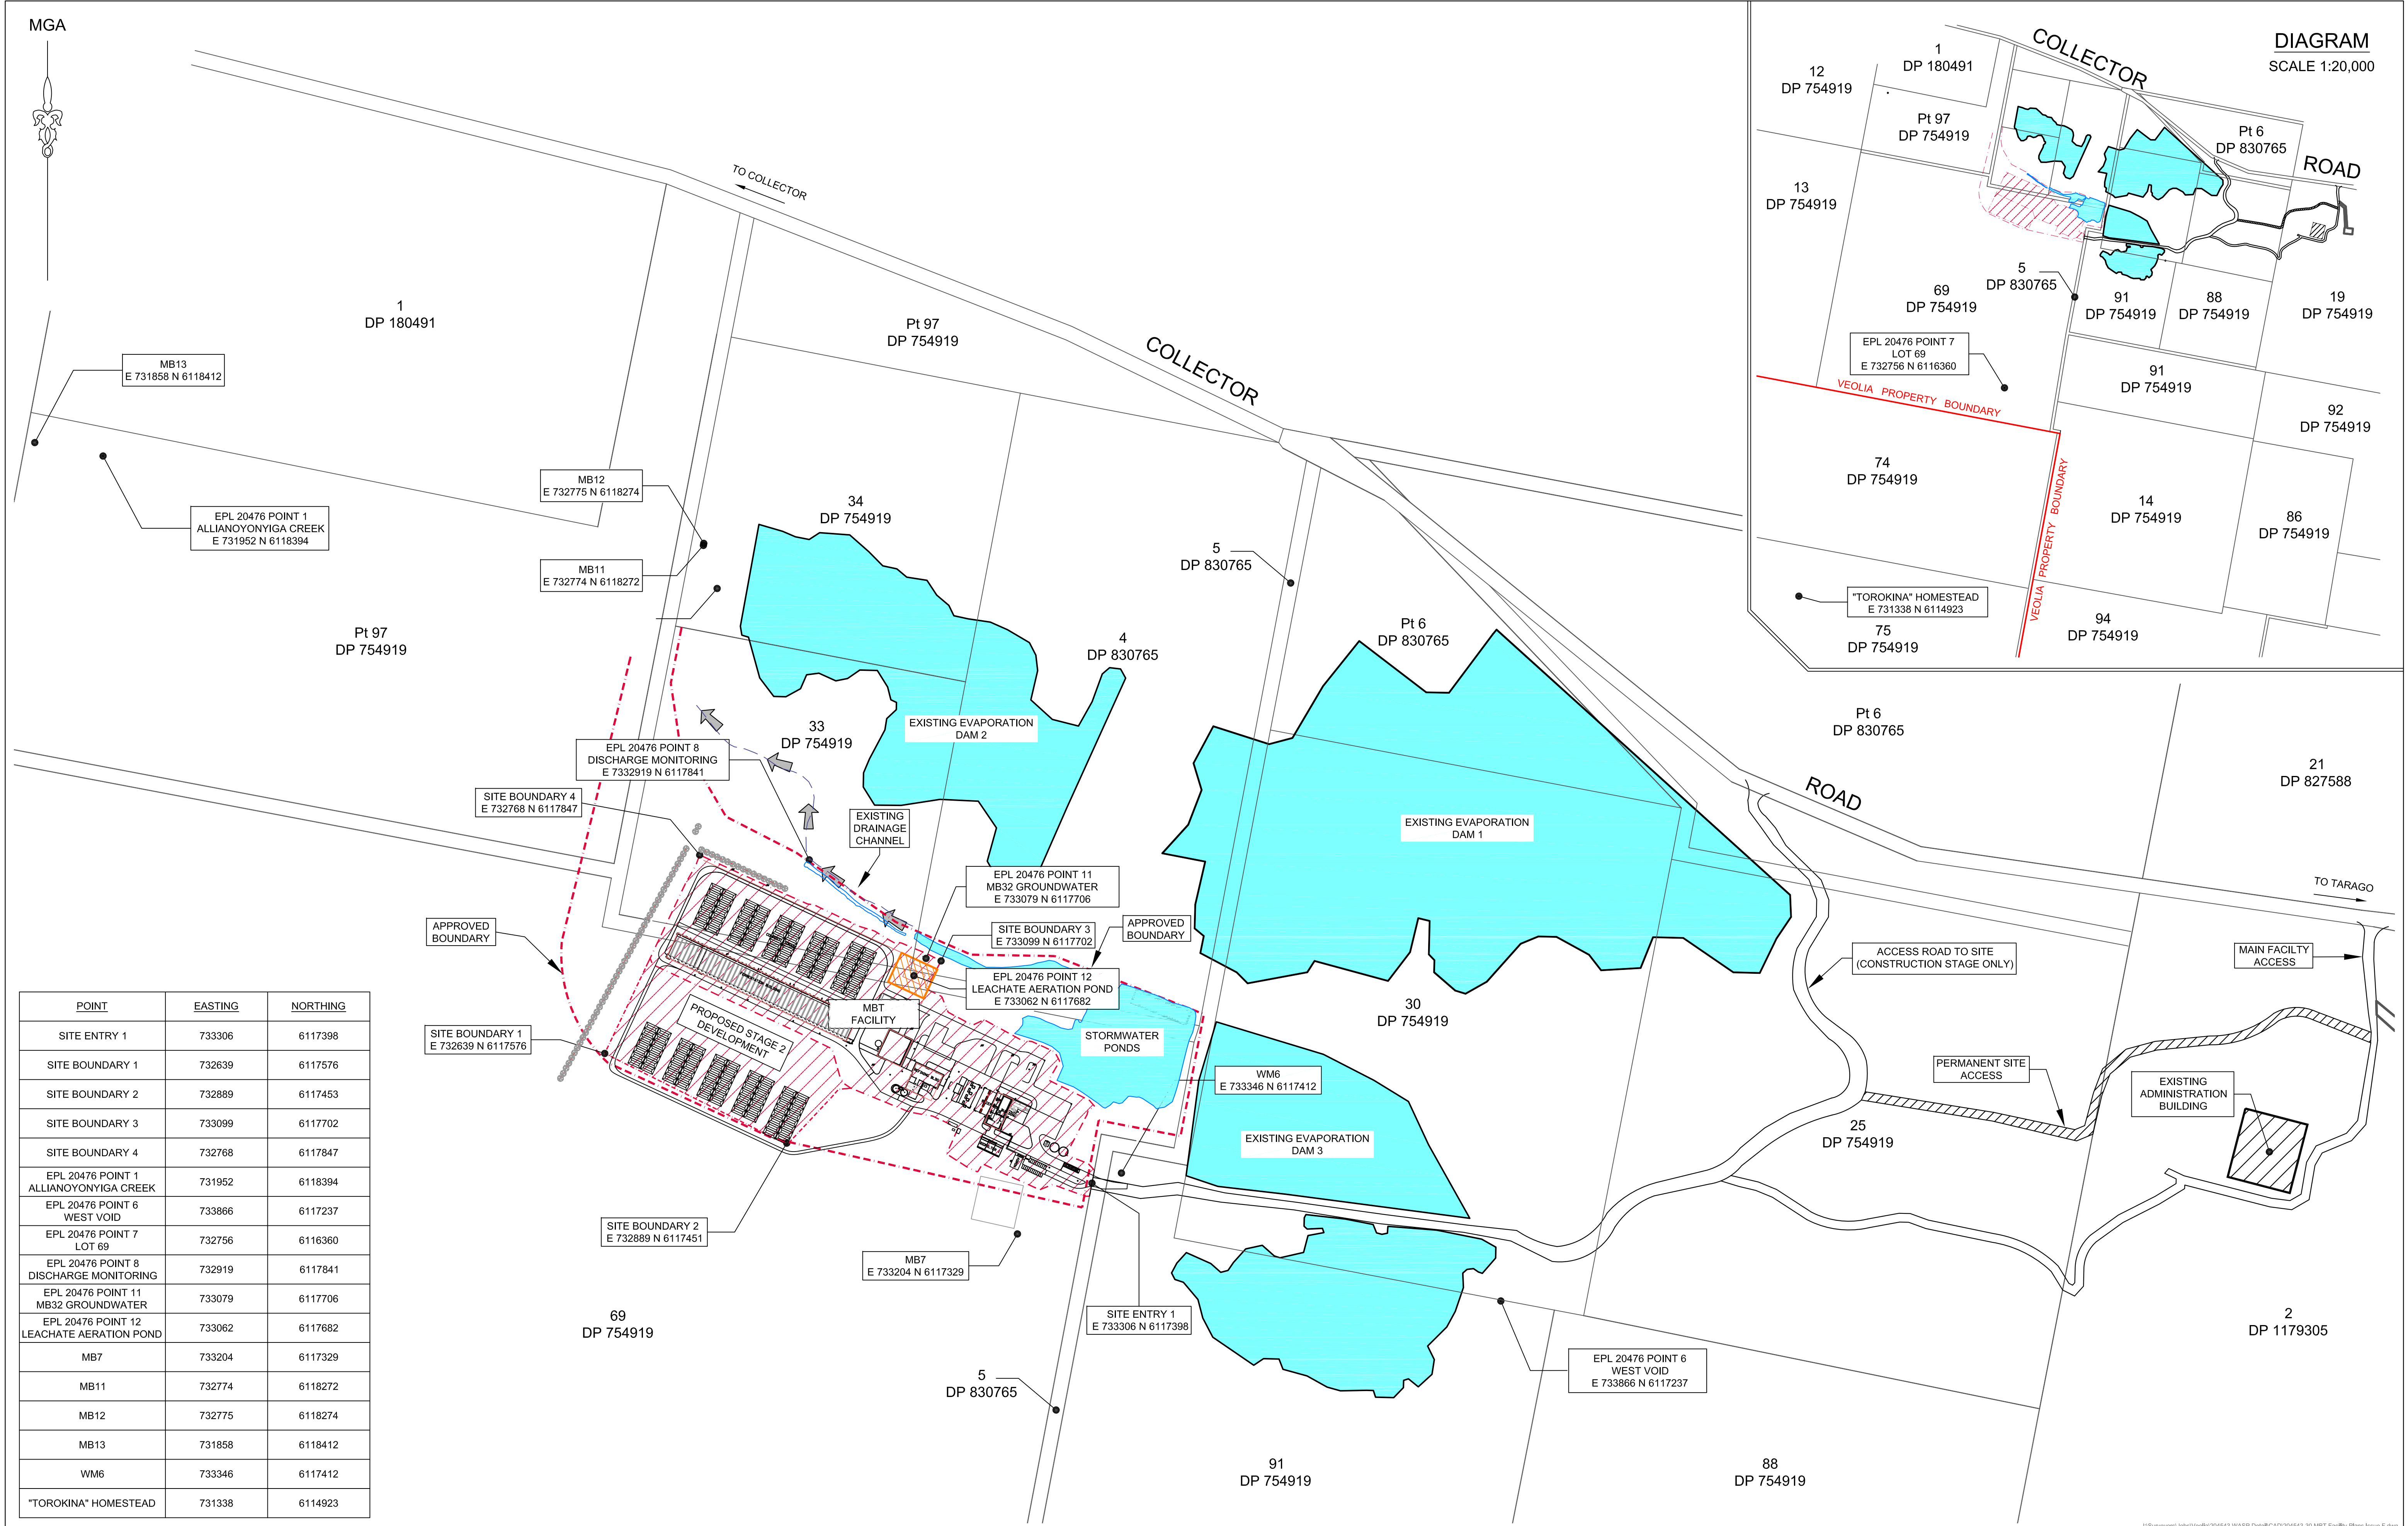 MGA
TO COLLECTOR
COLLECTOR
ROAD
TO TARAGO
1
DP 180491
Pt 97
DP 754919
MB13
E 731858 N 6118412
EPL 20476 POINT 1
ALLIANOYONYIGA CREEK
E 731952 N 6118394
MB12
E 732775 N 6118274
MB11
E 732774 N 6118272
34
DP 754919
5
DP 830765
4
DP 830765
Pt 6
DP 830765
Pt 97
DP 754919
33
DP 754919
EXISTING EVAPORATION
DAM 2
EPL 20476 POINT 8
DISCHARGE MONITORING
E 7332919 N 6117841
SITE BOUNDARY 4
E 732768 N 6117847
EXISTING
DRAINAGE
CHANNEL
EXISTING EVAPORATION
DAM 1
Pt 6
DP 830765
21
DP 827588
EPL 20476 POINT 11
MB32 GROUNDWATER
E 733079 N 6117706
SITE BOUNDARY 3
E 733099 N 6117702
APPROVED
BOUNDARY
APPROVED
BOUNDARY
EPL 20476 POINT 12
LEACHATE AERATION POND
E 733062 N 6117682
ACCESS ROAD TO SITE
(CONSTRUCTION STAGE ONLY)
MAIN FACILTY
ACCESS
MBT
FACILITY
PROPOSED STAGE 2
DEVELOPMENT
STORMWATER
PONDS
30
DP 754919
SITE BOUNDARY 1
E 732639 N 6117576
WM6
E 733346 N 6117412
PERMANENT SITE
ACCESS
EXISTING
ADMINISTRATION
BUILDING
EXISTING EVAPORATION
DAM 3
25
DP 754919
SITE BOUNDARY 2
E 732889 N 6117451
MB7
E 733204 N 6117329
SITE ENTRY 1
E 733306 N 6117398
69
DP 754919
5
DP 830765
EPL 20476 POINT 6
WEST VOID
E 733866 N 6117237
2
DP 1179305
91
DP 754919
88
DP 754919
POINT EASTING NORTHING
SITE ENTRY 1 733306 6117398
SITE BOUNDARY 1 732639 6117576
SITE BOUNDARY 2 732889 6117453
SITE BOUNDARY 3 733099 6117702
SITE BOUNDARY 4 732768 6117847
EPL 20476 POINT 1
ALLIANOYONYIGA CREEK 731952 6118394
EPL 20476 POINT 6
WEST VOID 733866 6117237
EPL 20476 POINT 7
LOT 69 732756 6116360
EPL 20476 POINT 8
DISCHARGE MONITORING 732919 6117841
EPL 20476 POINT 11
MB32 GROUNDWATER 733079 6117706
EPL 20476 POINT 12
LEACHATE AERATION POND 733062 6117682
MB7 733204 6117329
MB11 732774 6118272
MB12 732775 6118274
MB13 731858 6118412
WM6 733346 6117412
"TOROKINA" HOMESTEAD 731338 6114923
DIAGRAM
SCALE 1:20,000
COLLECTOR
ROAD
12
DP 754919
1
DP 180491
Pt 97
DP 754919
Pt 6
DP 830765
13
DP 754919
69
DP 754919
5
DP 830765
91
DP 754919
88
DP 754919
19
DP 754919
EPL 20476 POINT 7
LOT 69
E 732756 N 6116360
VEOLIA PROPERTY BOUNDARY
91
DP 754919
92
DP 754919
74
DP 754919
VEOLIA PROPERTY BOUNDARY
14
DP 754919
86
DP 754919
"TOROKINA" HOMESTEAD
E 731338 N 6114923
75
DP 754919
94
DP 754919